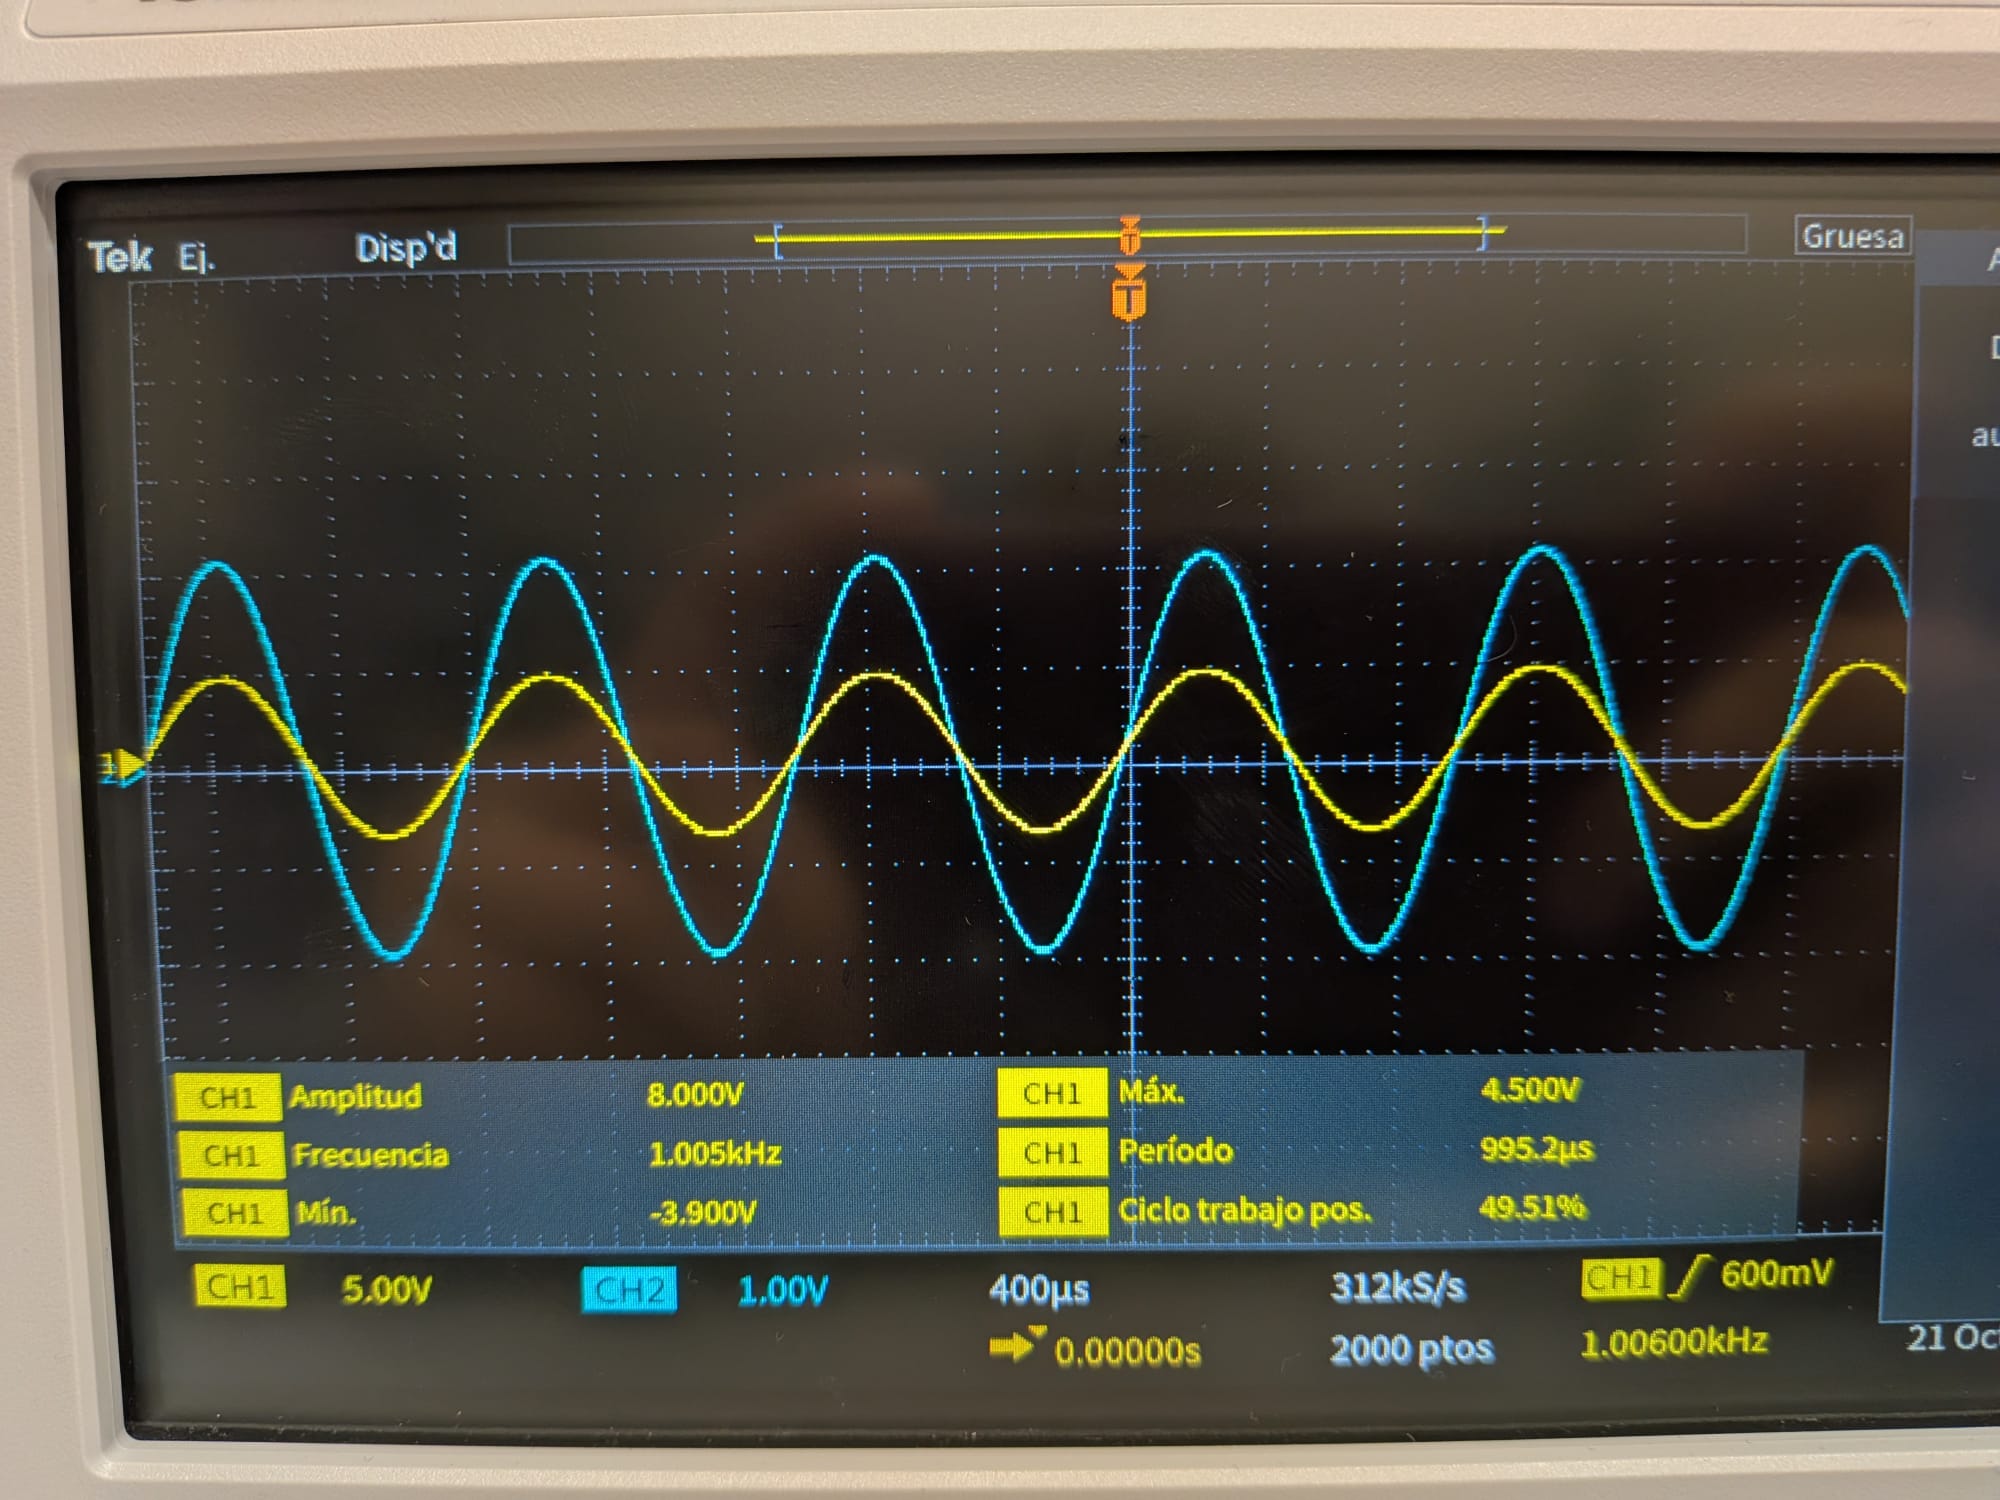 Tek Ej. Disp'd T Gruesa
T
1
CH1 Amplitud 8.000V CH1 Máx. 4.500V
CH1 Frecuencia 1.005kHz CH1 Período 995.2µs
CH1 Mín. -3.900V CH1 Ciclo trabajo pos. 49.51%
CH1 5.00V CH2 1.00V 400µs 312kS/s CH1 600mV
0.00000s 2000 ptos 1.00600kHz 21 Oct